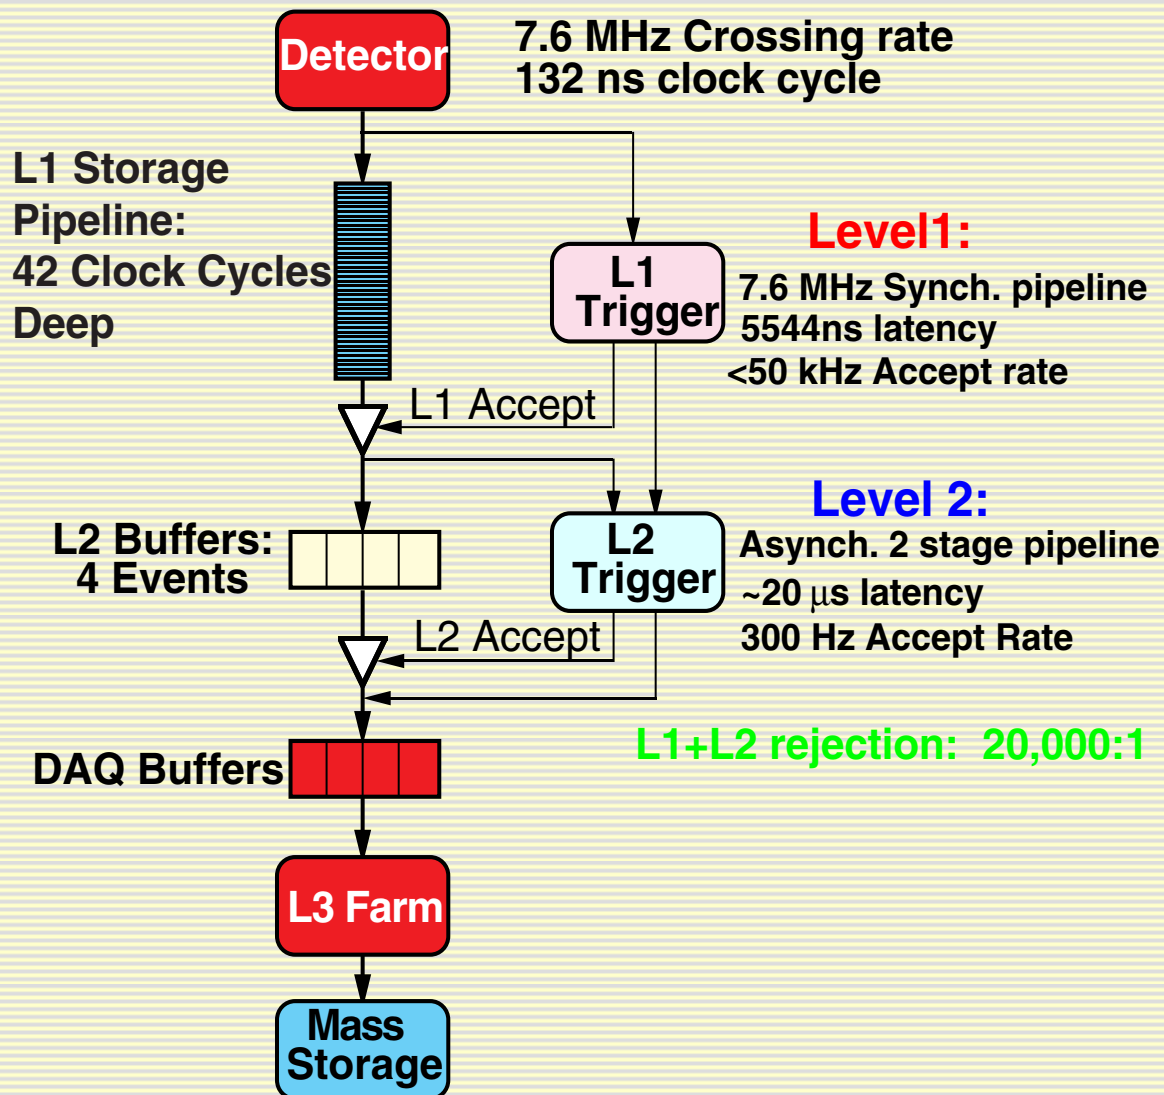 Detector
7.6 MHz Crossing rate
132 ns clock cycle
L1 Storage
Pipeline:
42 Clock Cycles
Deep
L1
Trigger
Level1:
7.6 MHz Synch. pipeline
5544ns latency
<50 kHz Accept rate
L1 Accept
L2 Buffers:
4 Events
L2
Trigger
Level 2:
Asynch. 2 stage pipeline
~20 μs latency
300 Hz Accept Rate
L2 Accept
L1+L2 rejection: 20,000:1
DAQ Buffers
L3 Farm
Mass
Storage